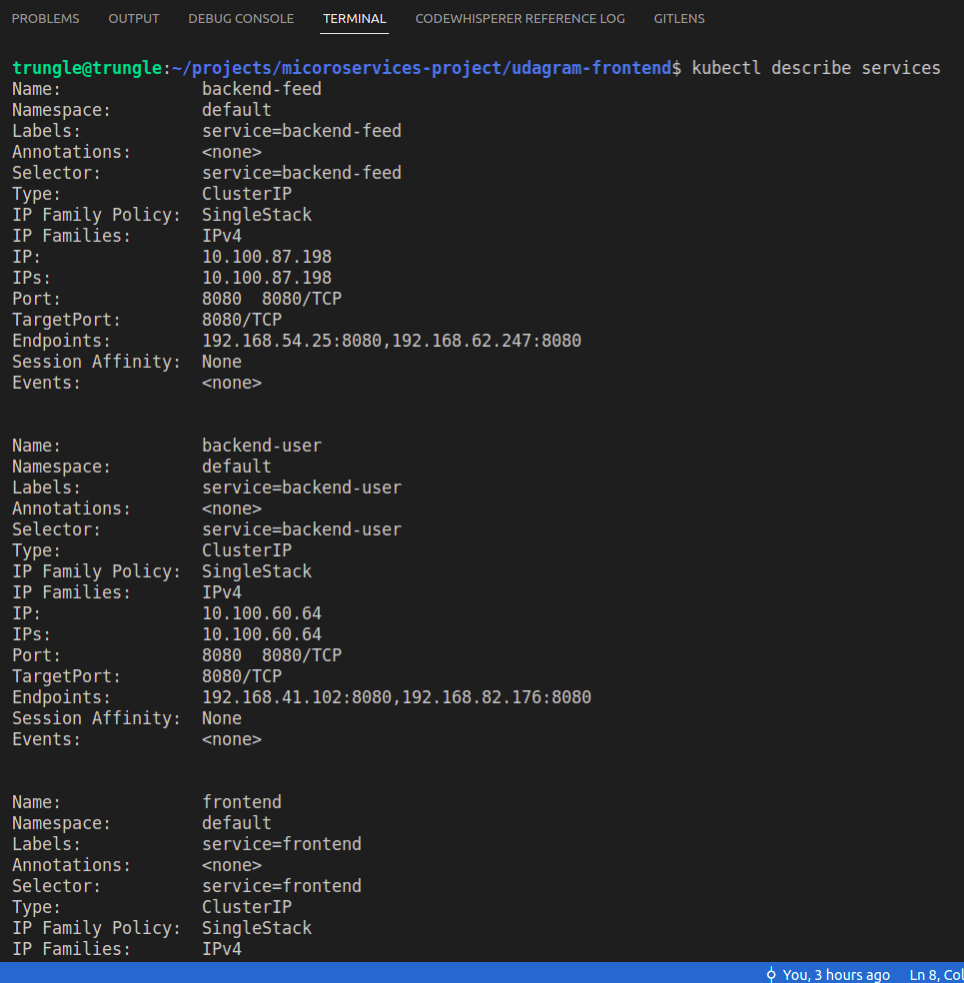 PROBLEMS OUTPUT DEBUG CONSOLE TERMINAL CODEWHISPERER REFERENCE LOG GITLENS
trungle@trungle:~/projects/micoroservices-project/udagram-frontend$ kubectl describe services
Name: backend-feed
Namespace: default
Labels: service=backend-feed
Annotations: <none>
Selector: service=backend-feed
Type: ClusterIP
IP Family Policy: SingleStack
IP Families: IPv4
IP: 10.100.87.198
IPs: 10.100.87.198
Port: 8080 8080/TCP
TargetPort: 8080/TCP
Endpoints: 192.168.54.25:8080,192.168.62.247:8080
Session Affinity: None
Events: <none>
Name: backend-user
Namespace: default
Labels: service=backend-user
Annotations: <none>
Selector: service=backend-user
Type: ClusterIP
IP Family Policy: SingleStack
IP Families: IPv4
IP: 10.100.60.64
IPs: 10.100.60.64
Port: 8080 8080/TCP
TargetPort: 8080/TCP
Endpoints: 192.168.41.102:8080,192.168.82.176:8080
Session Affinity: None
Events: <none>
Name: frontend
Namespace: default
Labels: service=frontend
Annotations: <none>
Selector: service=frontend
Type: ClusterIP
IP Family Policy: SingleStack
IP Families: IPv4
You, 3 hours ago Ln 8, Col